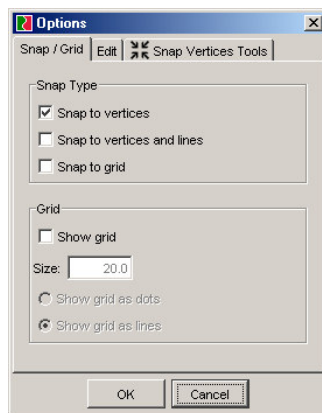 Options
Snap / Grid Edit Snap Vertices Tools
Snap Type
Snap to vertices
Snap to vertices and lines
Snap to grid
Grid
Show grid
Size: 20.0
Show grid as dots
Show grid as lines
OK Cancel